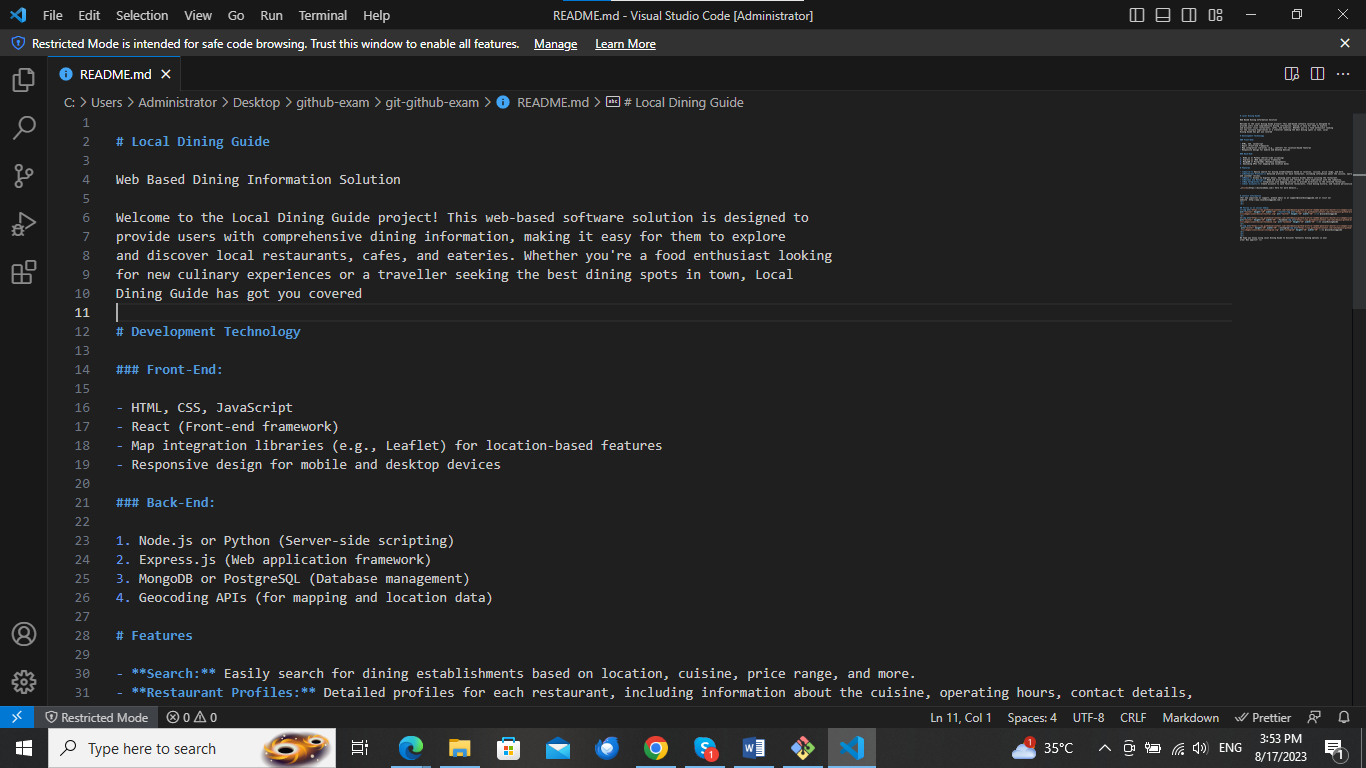 File Edit Selection View Go Run Terminal Help README.md - Visual Studio Code [Administrator]
Restricted Mode is intended for safe code browsing. Trust this window to enable all features. Manage Learn More
README.md
C: > Users > Administrator > Desktop > github-exam > git-github-exam > README.md > # Local Dining Guide
1
2 # Local Dining Guide
3
4 Web Based Dining Information Solution
5
6 Welcome to the Local Dining Guide project! This web-based software solution is designed to
7 provide users with comprehensive dining information, making it easy for them to explore
8 and discover local restaurants, cafes, and eateries. Whether you're a food enthusiast looking
9 for new culinary experiences or a traveller seeking the best dining spots in town, Local
10 Dining Guide has got you covered
11
12 # Development Technology
13
14 ### Front-End:
15
16 - HTML, CSS, JavaScript
17 - React (Front-end framework)
18 - Map integration libraries (e.g., Leaflet) for location-based features
19 - Responsive design for mobile and desktop devices
20
21 ### Back-End:
22
23 1. Node.js or Python (Server-side scripting)
24 2. Express.js (Web application framework)
25 3. MongoDB or PostgreSQL (Database management)
26 4. Geocoding APIs (for mapping and location data)
27
28 # Features
29
30 - **Search:** Easily search for dining establishments based on location, cuisine, price range, and more.
31 - **Restaurant Profiles:** Detailed profiles for each restaurant, including information about the cuisine, operating hours, contact details,
Restricted Mode 0 0 Ln 11, Col 1 Spaces: 4 UTF-8 CRLF Markdown Prettier
Type here to search 1 1 35°C ENG 3:53 PM
8/17/2023 1